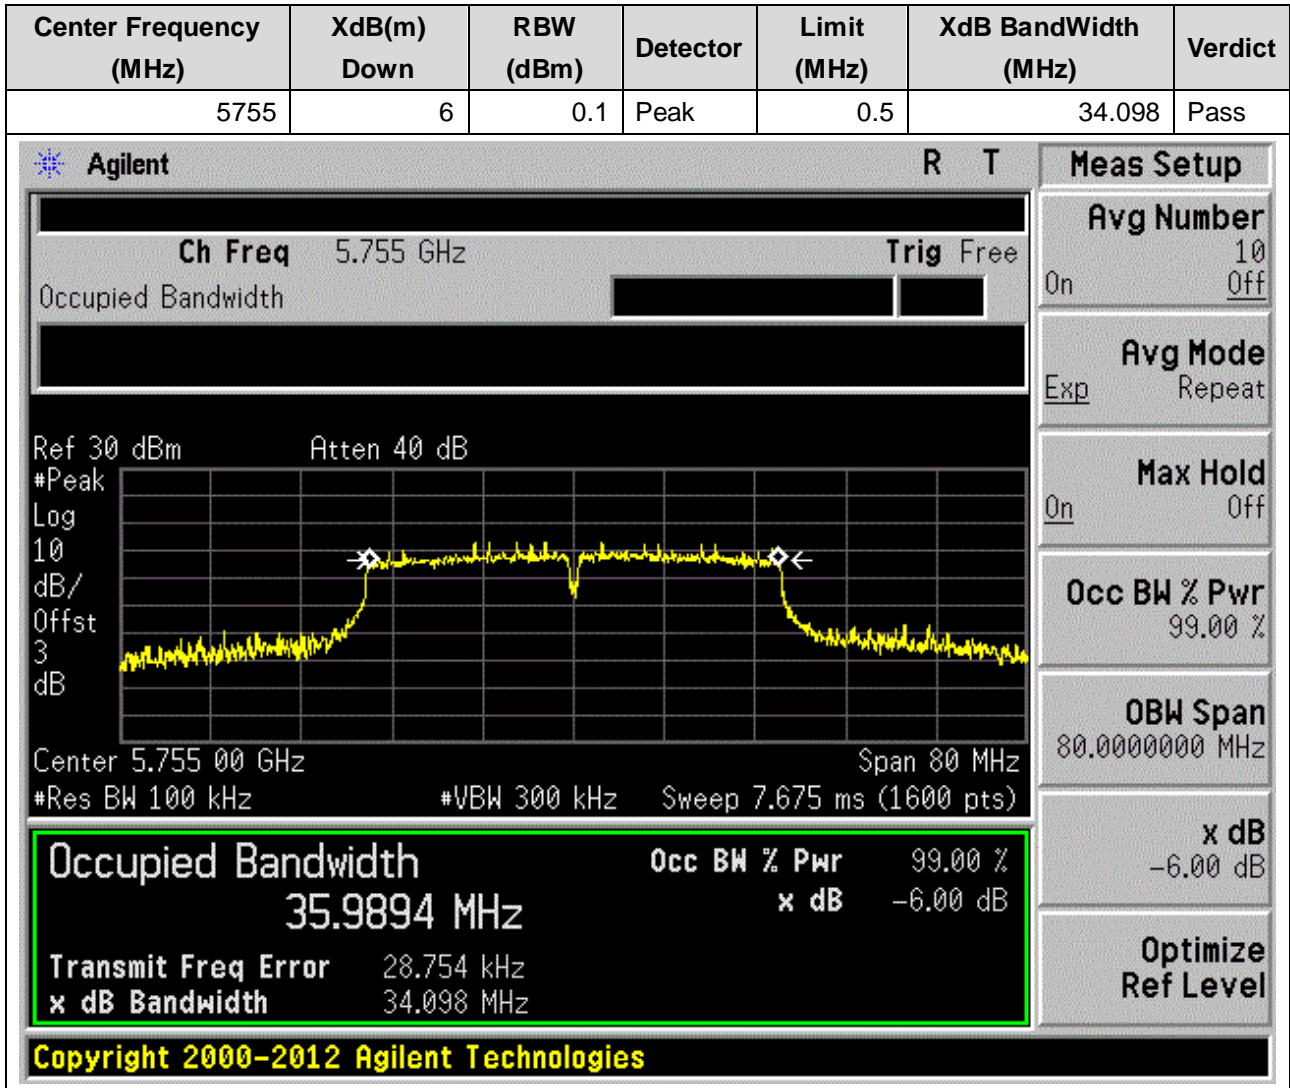 Center Frequency (MHz) XdB(m) Down RBW (dBm) Detector Limit (MHz) XdB BandWidth (MHz) Verdict
5755 6 0.1 Peak 0.5 34.098 Pass
Agilent R T Meas Setup
Ch Freq 5.755 GHz Trig Free
Occupied Bandwidth
Avg Number
10
On Off
Avg Mode
Exp Repeat
Max Hold
On Off
Occ BW % Pwr
99.00 %
OBW Span
80.0000000 MHz
x dB
-6.00 dB
Optimize
Ref Level
Ref 30 dBm Atten 40 dB
#Peak
Log
10
dB/
Offst
3
dB
Center 5.755 00 GHz Span 80 MHz
#Res BW 100 kHz #VBW 300 kHz Sweep 7.675 ms (1600 pts)
Occupied Bandwidth Occ BW % Pwr 99.00 %
35.9894 MHz x dB -6.00 dB
Transmit Freq Error 28.754 kHz
x dB Bandwidth 34.098 MHz
Copyright 2000-2012 Agilent Technologies